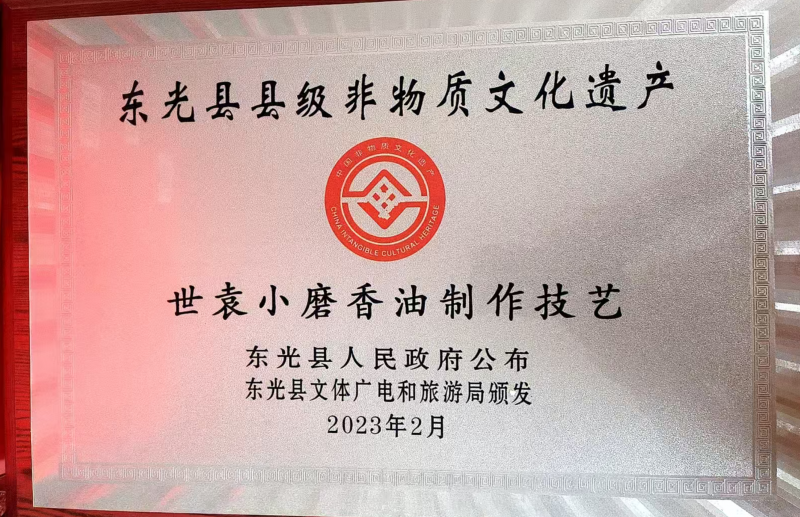 东光县县级非物质文化遗产
中国非物质文化遗产
CHINA INTANGIBLE CULTURAL HERITAGE
世袁小磨香油制作技艺
东光县人民政府公布
东光县文体广电和旅游局颁发
2023年2月